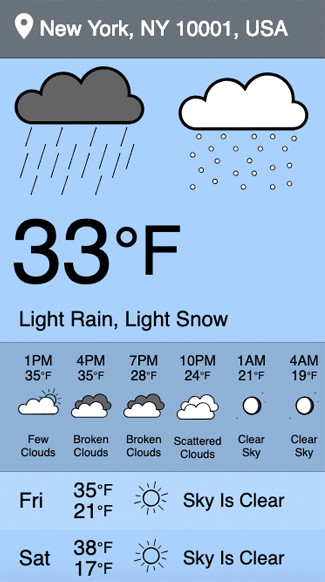 New York, NY 10001, USA
33°F
Light Rain, Light Snow
1PM 4PM 7PM 10PM 1AM 4AM
35°F 35°F 28°F 24°F 21°F 19°F
Few Broken Broken Scattered Clear Clear
Clouds Clouds Clouds Clouds Sky Sky
Fri 35°F 21°F Sky Is Clear
Sat 38°F 17°F Sky Is Clear